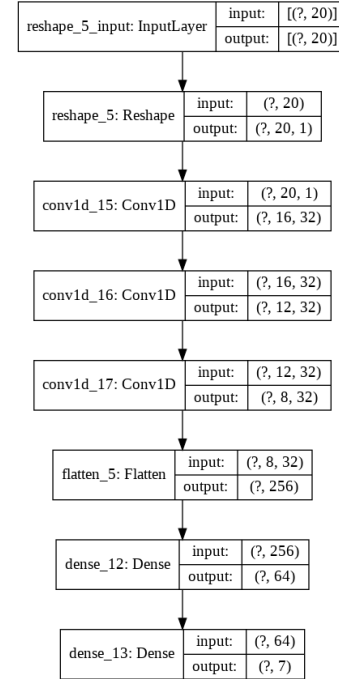 reshape_5_input: InputLayer input: [(?, 20)]
output: [(?, 20)]
reshape_5: Reshape input: (?, 20)
output: (?, 20, 1)
conv1d_15: Conv1D input: (?, 20, 1)
output: (?, 16, 32)
conv1d_16: Conv1D input: (?, 16, 32)
output: (?, 12, 32)
conv1d_17: Conv1D input: (?, 12, 32)
output: (?, 8, 32)
flatten_5: Flatten input: (?, 8, 32)
output: (?, 256)
dense_12: Dense input: (?, 256)
output: (?, 64)
dense_13: Dense input: (?, 64)
output: (?, 7)